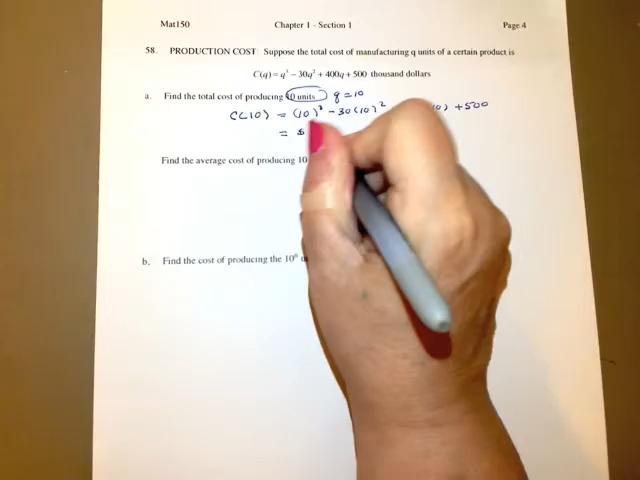 Mat150 Chapter 1 - Section 1 Page 4
58. PRODUCTION COST: Suppose the total cost of manufacturing q units of a certain product is
C(q) = q³ − 30q² + 400q + 500 thousand dollars
a. Find the total cost of producing 10 units q = 10
C(10) = (10)³ − 30(10)² 0) + 500
=
Find the average cost of producing 10
b. Find the cost of producing the 10th